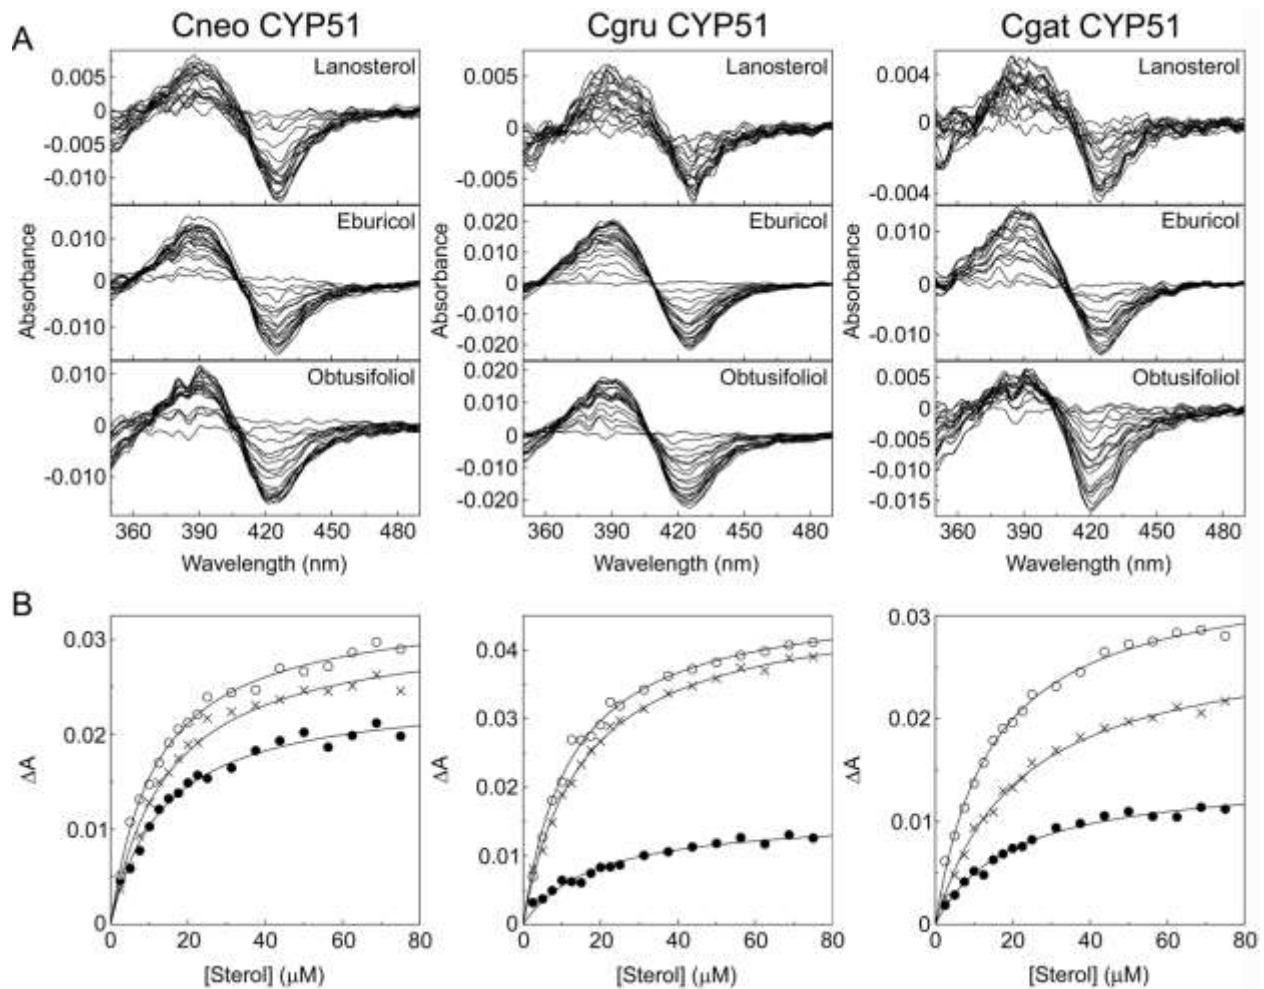 Cneo CYP51 Cgru CYP51 Cgat CYP51
A
Lanosterol Lanosterol Lanosterol
0.005 0.005 0.004
0 0 0
-0.005 -0.005 -0.004
-0.010
Eburicol Eburicol Eburicol
0.010 0.020 0.010
0.010
0 0 0
-0.010 -0.010 -0.010
-0.020
Absorbance Absorbance Absorbance
Obtusifoliol Obtusifoliol Obtusifoliol
0.010 0.020 0.005
0.010
0 0 0
-0.005
-0.010 -0.010 -0.010
-0.020 -0.015
360 390 420 450 480 360 390 420 450 480 360 390 420 450 480
Wavelength (nm) Wavelength (nm) Wavelength (nm)
B
0.03 0.04 0.03
0.03
0.02 0.02 0.02
0.01 0.01 0.01
0 0 0
ΔA ΔA ΔA
0 20 40 60 80 0 20 40 60 80 0 20 40 60 80
[Sterol] (μM) [Sterol] (μM) [Sterol] (μM)